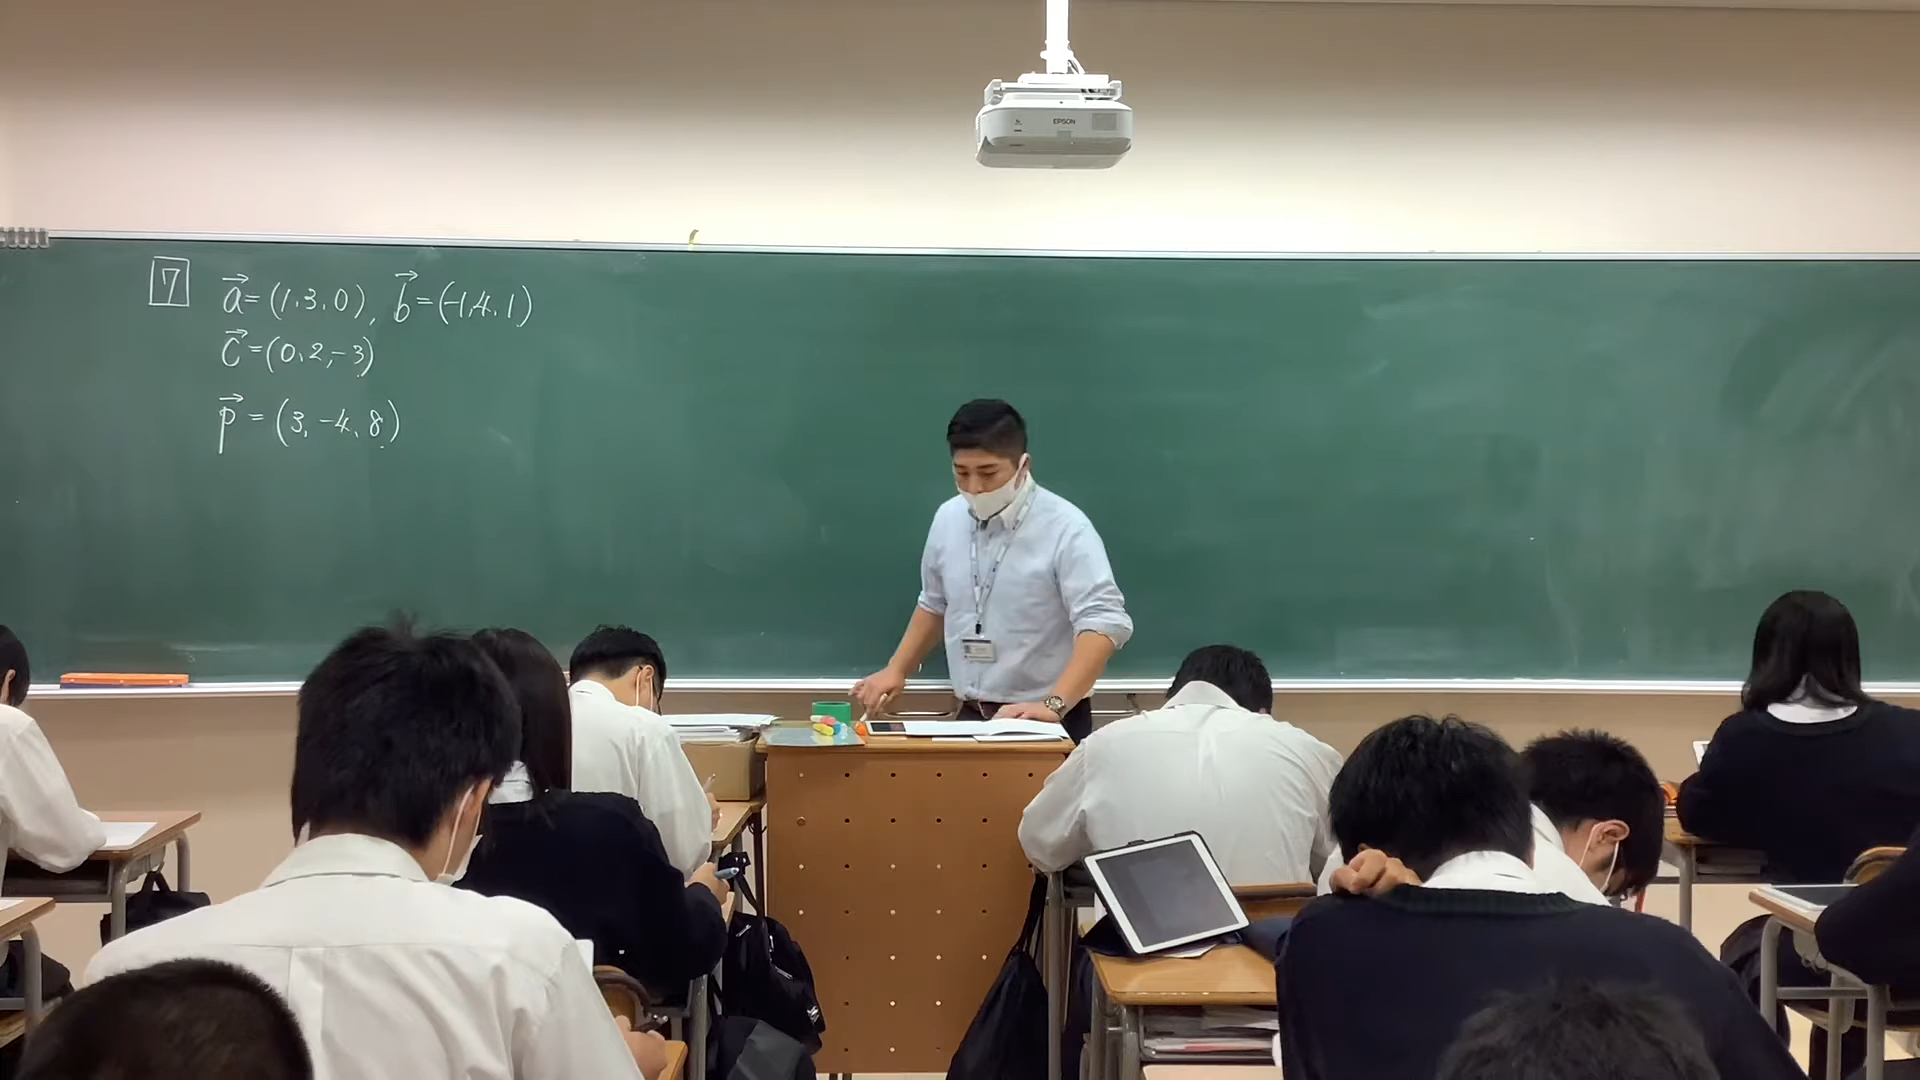 EPSON
7 a⃗=(1,3,0), b⃗=(-1,4,1)
c⃗=(0,2,-3)
p⃗=(3,-4,8)